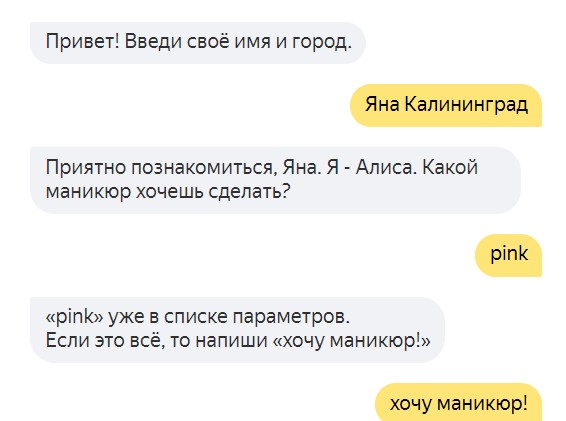 Привет! Введи своё имя и город.
Яна Калининград
Приятно познакомиться, Яна. Я - Алиса. Какой
маникюр хочешь сделать?
pink
«pink» уже в списке параметров.
Если это всё, то напиши «хочу маникюр!»
хочу маникюр!